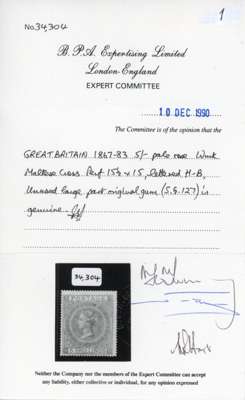 1
No. 34304
B.P.A. Expertising Limited
London-England
EXPERT COMMITTEE
10 DEC 1990
The Committee is of the opinion that the
GREAT BRITAIN 1867-83 5/- pale rose Wmk
Maltese Cross. Perf. 15½ x 15, lettered H-B,
Unused large part original gum (S.G.127) is
genuine.
34,304
POSTAGE
Neither the Company nor the members of the Expert Committee can accept
any liability, either collective or individual, for any opinion expressed